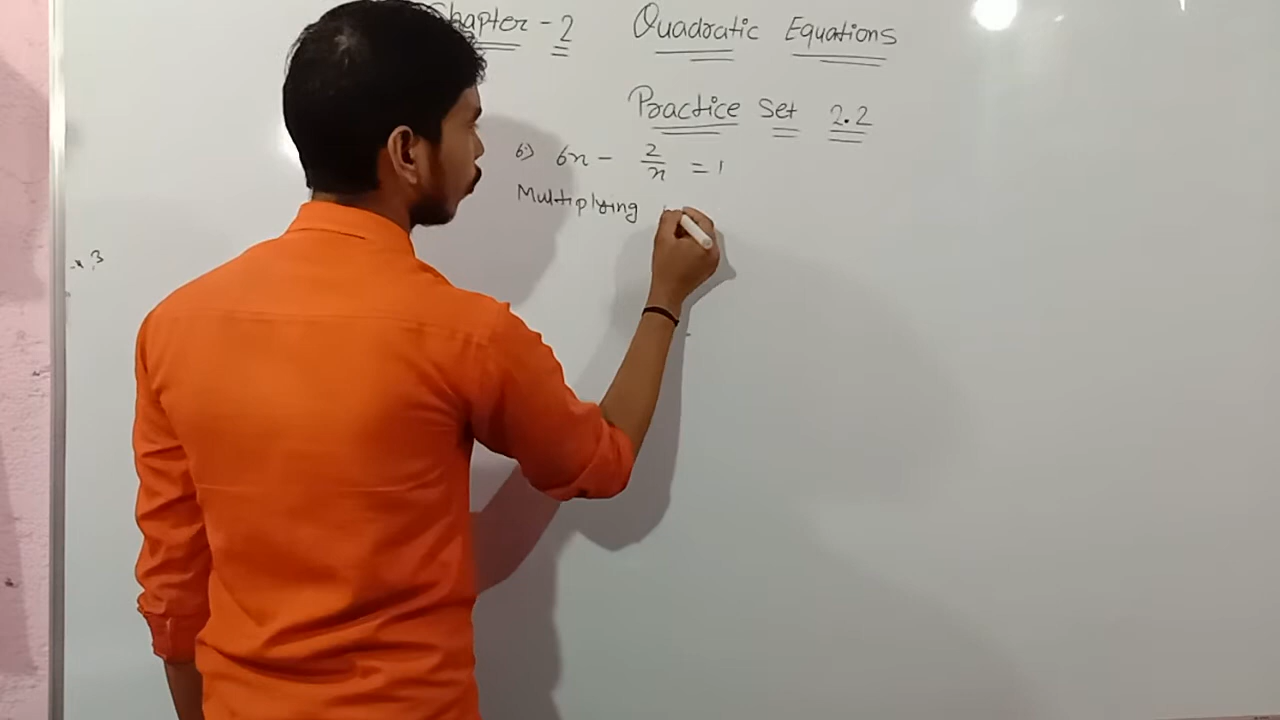 Chapter - 2 Quadratic Equations
Practice Set 2.2
6) 6x - 2/x = 1
Multiplying